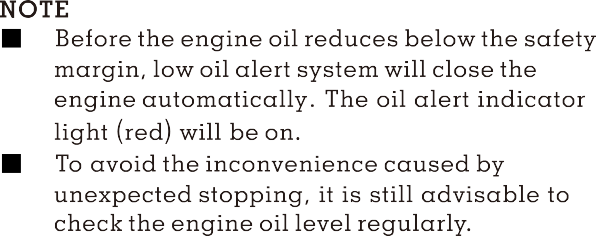 NOTE
■ Before the engine oil reduces below the safety
margin, low oil alert system will close the
engine automatically. The oil alert indicator
light (red) will be on.
■ To avoid the inconvenience caused by
unexpected stopping, it is still advisable to
check the engine oil level regularly.